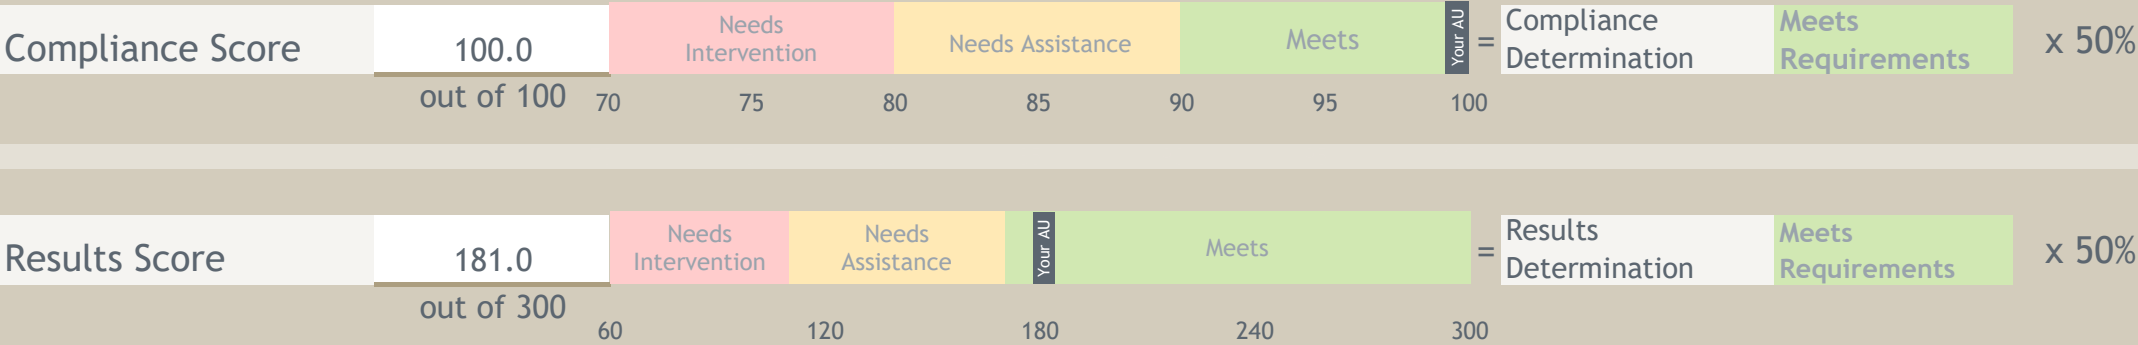 Compliance Score
100.0
out of 100
Needs
Intervention
Needs Assistance
Meets
Your AU
70 75 80 85 90 95 100
=
Compliance
Determination
Meets
Requirements
x 50%
Results Score
181.0
out of 300
Needs
Intervention
Needs
Assistance
Your AU
Meets
60 120 180 240 300
=
Results
Determination
Meets
Requirements
x 50%